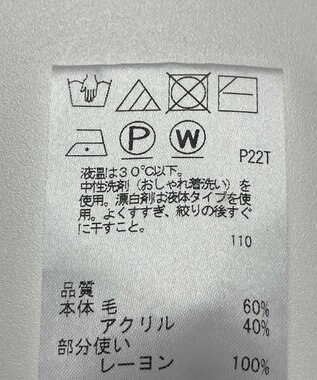 P
W
P22T
液温は30℃以下。
中性洗剤（おしゃれ着洗い）を
使用。漂白剤は液体タイプを使
用。よくすすぎ、絞りの後すぐ
に干すこと。
110
品質
本体 毛 60%
アクリル 40%
部分使い
レーヨン 100%